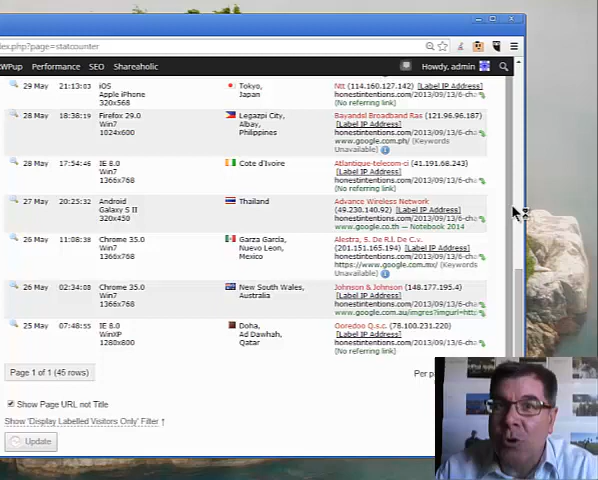 dex.php?page=statcounter
WPup Performance SEO Shareaholic Howdy, admin
29 May 21:13:03 iOS Tokyo, Ntt (114.160.127.142) [Label IP Address]
Apple iPhone Japan honestintentions.com/2013/09/13/6-cha
320x568 (No referring link)
28 May 18:38:19 Firefox 29.0 Legazpi City, Bayandsl Broadband Ras (121.96.96.187)
Win7 Albay, [Label IP Address]
1024x600 Philippines honestintentions.com/2013/09/13/6-cha
www.google.com.ph/ (Keywords
Unavailable)
28 May 17:54:46 IE 8.0 Cote d'Ivoire Atlantique-telecom-ci (41.191.68.243)
Win7 [Label IP Address]
1366x768 honestintentions.com/2013/09/13/6-cha
(No referring link)
27 May 20:25:32 Android Thailand Advance Wireless Network
Galaxy S II (49.230.140.92) [Label IP Address]
320x450 honestintentions.com/2013/09/13/6-cha
www.google.co.th — Notebook 2014
26 May 11:08:38 Chrome 35.0 Garza Garcia, Alestra, S. De R.l. De C.v.
Win7 Nuevo Leon, (201.151.165.194) [Label IP Address]
1366x768 Mexico honestintentions.com/2013/09/13/6-cha
https://www.google.com.mx/ (Keywords
Unavailable)
26 May 02:34:08 Chrome 35.0 New South Wales, Johnson & Johnson (148.177.195.4)
Win7 Australia [Label IP Address]
1366x768 honestintentions.com/2013/09/13/6-cha
www.google.com.au/imgres?imgurl=http
25 May 07:48:55 IE 8.0 Doha, Ooredoo Q.s.c. (78.100.231.220)
WinXP Ad Dawhah, [Label IP Address]
1280x800 Qatar honestintentions.com/2013/09/13/6-cha
(No referring link)
Page 1 of 1 (45 rows) Per pa
Show Page URL not Title
Show 'Display Labelled Visitors Only' Filter ↑
Update